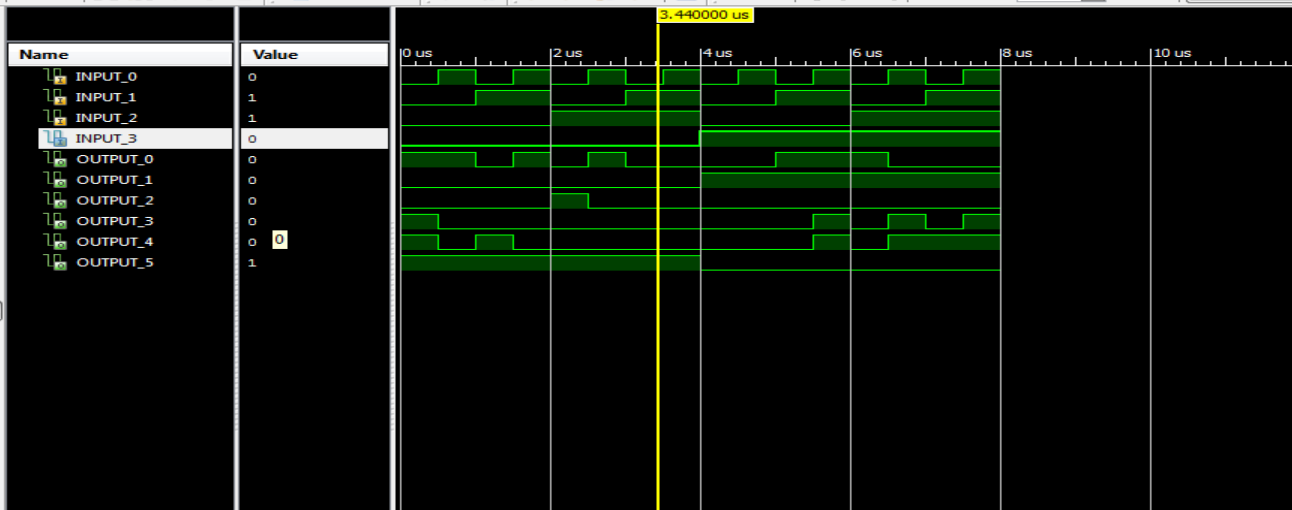 3.440000 us
Name Value
0 us 2 us 4 us 6 us 8 us 10 us
INPUT_0 0
INPUT_1 1
INPUT_2 1
INPUT_3 0
OUTPUT_0 0
OUTPUT_1 0
OUTPUT_2 0
OUTPUT_3 0
OUTPUT_4 0 0
OUTPUT_5 1